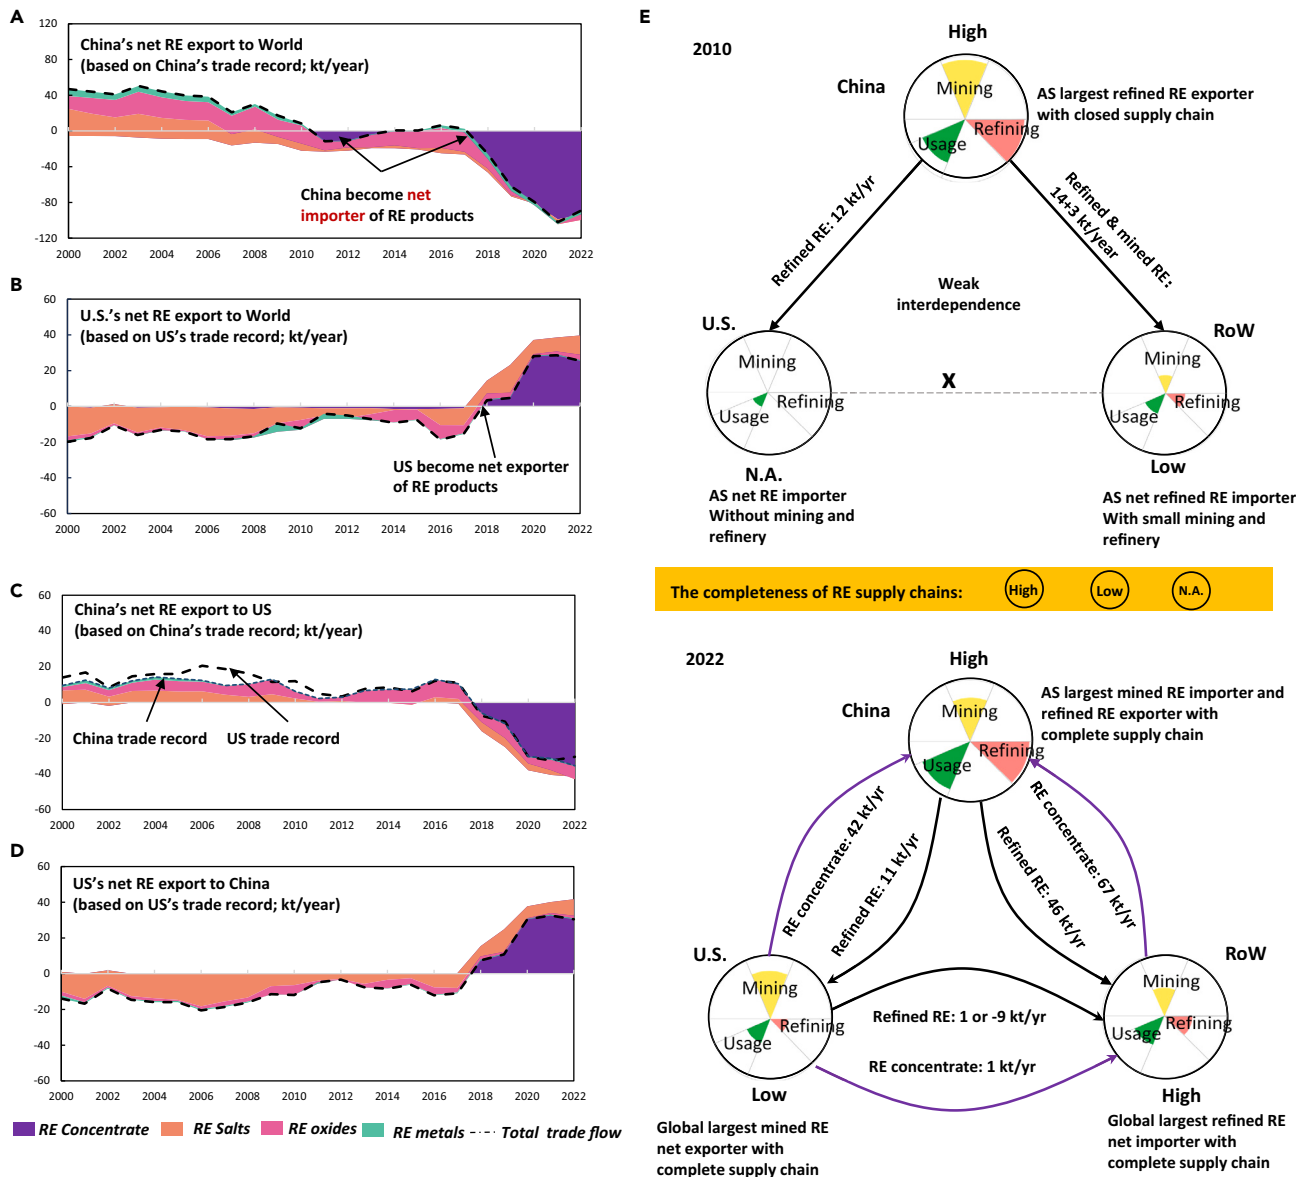 A
120
80
40
0
-40
-80
-120
China's net RE export to World
(based on China's trade record; kt/year)
China become net
importer of RE products
2000 2002 2004 2006 2008 2010 2012 2014 2016 2018 2020 2022
B
60
40
20
0
-20
-40
-60
U.S.'s net RE export to World
(based on US's trade record; kt/year)
US become net exporter
of RE products
2000 2002 2004 2006 2008 2010 2012 2014 2016 2018 2020 2022
C
60
40
20
0
-20
-40
-60
China's net RE export to US
(based on China's trade record; kt/year)
China trade record
US trade record
2000 2002 2004 2006 2008 2010 2012 2014 2016 2018 2020 2022
D
60
40
20
0
-20
-40
-60
US's net RE export to China
(based on US's trade record; kt/year)
2000 2002 2004 2006 2008 2010 2012 2014 2016 2018 2020 2022
RE Concentrate RE Salts RE oxides RE metals Total trade flow
E
2010
High
China
Mining
Refining
Usage
AS largest refined RE exporter
with closed supply chain
Refined RE: 12 kt/yr
Refined & mined RE:
14+3 kt/year
Weak
interdependence
U.S.
Mining
Refining
Usage
N.A.
AS net RE importer
Without mining and
refinery
X
RoW
Mining
Refining
Usage
Low
AS net refined RE importer
With small mining and
refinery
The completeness of RE supply chains: High Low N.A.
2022
High
China
Mining
Refining
Usage
AS largest mined RE importer and
refined RE exporter with
complete supply chain
RE concentrate: 42 kt/yr
Refined RE: 11 kt/yr
Refined RE: 46 kt/yr
RE concentrate: 67 kt/yr
U.S.
Mining
Refining
Usage
Low
Global largest mined RE
net exporter with
complete supply chain
Refined RE: 1 or -9 kt/yr
RE concentrate: 1 kt/yr
RoW
Mining
Refining
Usage
High
Global largest refined RE
net importer with
complete supply chain